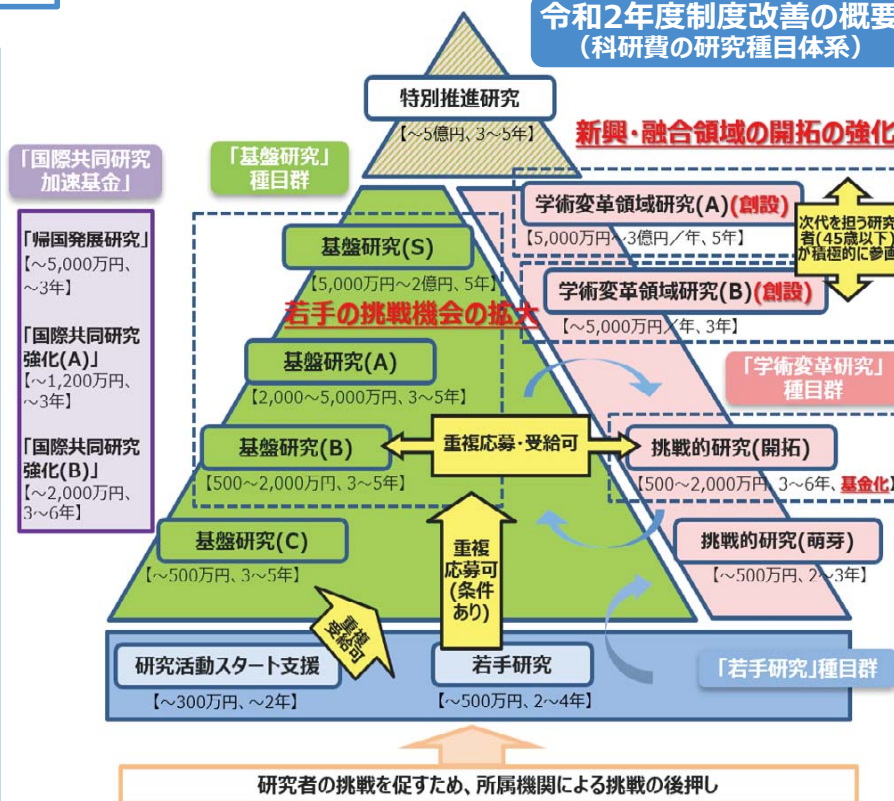 令和2年度制度改善の概要
（科研費の研究種目体系）
特別推進研究
【～5億円、3～5年】
新興・融合領域の開拓の強化
「国際共同研究
加速基金」
「帰国発展研究」
【～5,000万円、
～3年】
「国際共同研究
強化(A)」
【～1,200万円、
～3年】
「国際共同研究
強化(B)」
【～2,000万円、
3～6年】
「基盤研究」
種目群
基盤研究(S)
【5,000万円～2億円、5年】
若手の挑戦機会の拡大
基盤研究(A)
【2,000～5,000万円、3～5年】
基盤研究(B)
【500～2,000万円、3～5年】
基盤研究(C)
【～500万円、3～5年】
学術変革領域研究(A)(創設)
【5,000万円～3億円／年、5年】
学術変革領域研究(B)(創設)
【～5,000万円／年、3年】
次代を担う研究
者(45歳以下)
が積極的に参画
「学術変革研究」
種目群
重複応募・受給可
挑戦的研究(開拓)
【500～2,000万円、3～6年、基金化】
挑戦的研究(萌芽)
【～500万円、2～3年】
重複
応募可
(条件
あり)
重複
受給可
研究活動スタート支援
【～300万円、～2年】
若手研究
【～500万円、2～4年】
「若手研究」種目群
研究者の挑戦を促すため、所属機関による挑戦の後押し